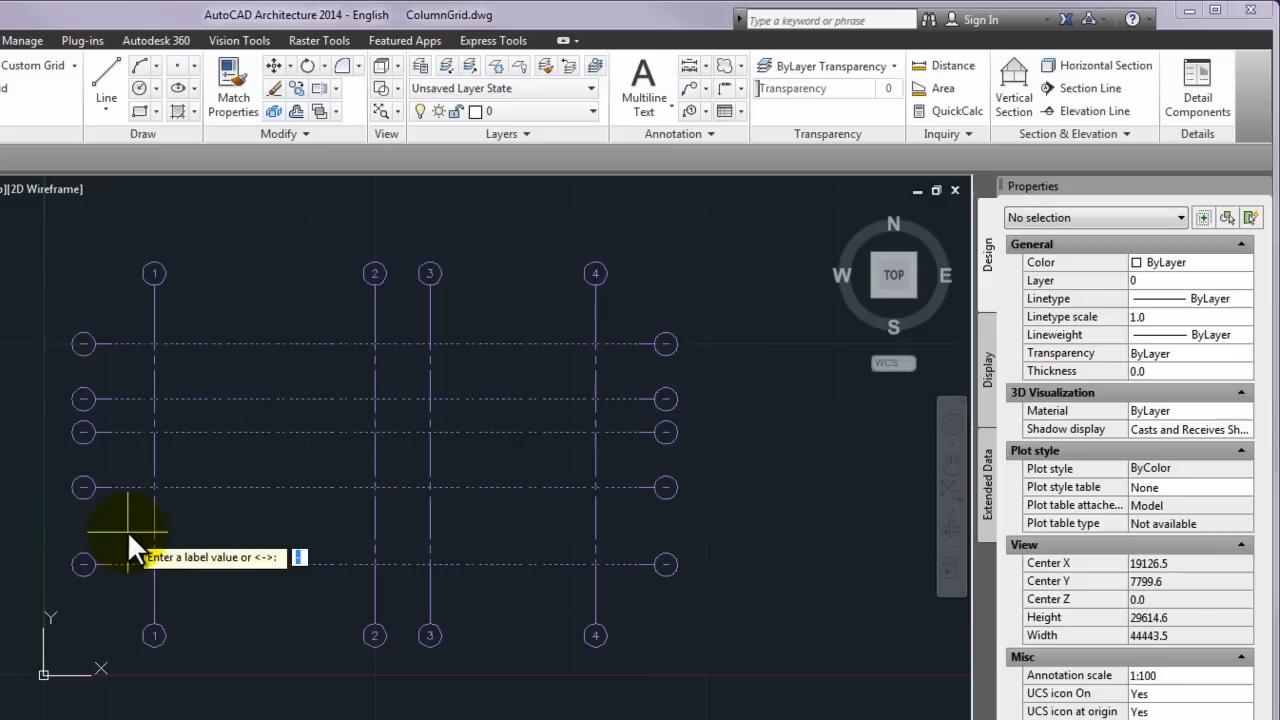 AutoCAD Architecture 2014 - English ColumnGrid.dwg
Type a keyword or phrase
Sign In
Manage Plug-ins Autodesk 360 Vision Tools Raster Tools Featured Apps Express Tools
Custom Grid
Line
Match
Properties
Unsaved Layer State
0
Multiline
Text
ByLayer Transparency
Transparency 0
Distance
Area
QuickCalc
Vertical
Section
Horizontal Section
Section Line
Elevation Line
Detail
Components
Draw Modify View Layers Annotation Transparency Inquiry Section & Elevation Details
][2D Wireframe]
N
W TOP E
S
WCS
1 2 3 4
- -
- -
- -
- -
- -
1 2 3 4
Enter a label value or <->: -
Y
X
Design
Display
Extended Data
Properties
No selection
General
Color ByLayer
Layer 0
Linetype ByLayer
Linetype scale 1.0
Lineweight ByLayer
Transparency ByLayer
Thickness 0.0
3D Visualization
Material ByLayer
Shadow display Casts and Receives Sh...
Plot style
Plot style ByColor
Plot style table None
Plot table attache... Model
Plot table type Not available
View
Center X 19126.5
Center Y 7799.6
Center Z 0.0
Height 29614.6
Width 44443.5
Misc
Annotation scale 1:100
UCS icon On Yes
UCS icon at origin Yes